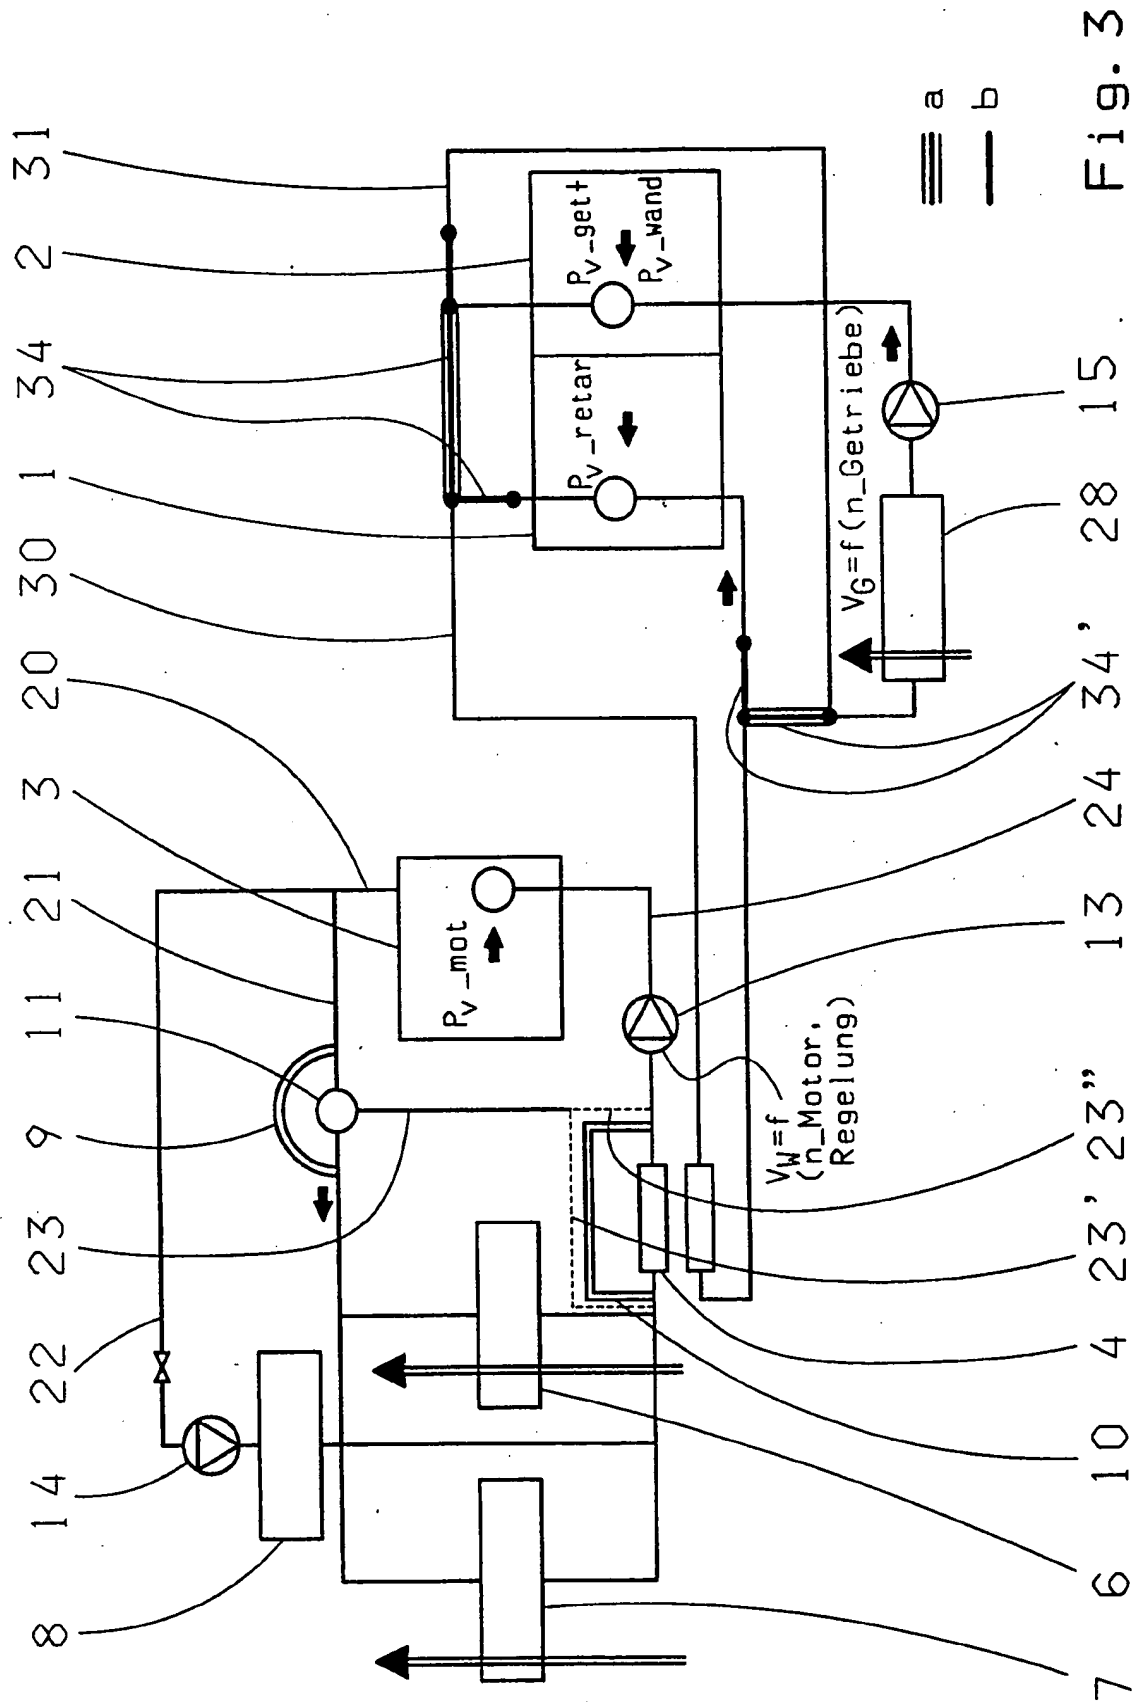 8
14
22
23
9
11
21
3
20
30
1
34
2
31
P_v_mot
P_v_retar
P_v_get+
P_v_wand
V_W=f
(n_Motor,
Regelung)
V_G=f(n_Getriebe)
a
b
7
6
10
4
23'
23"
13
24
34'
28
15
Fig. 3